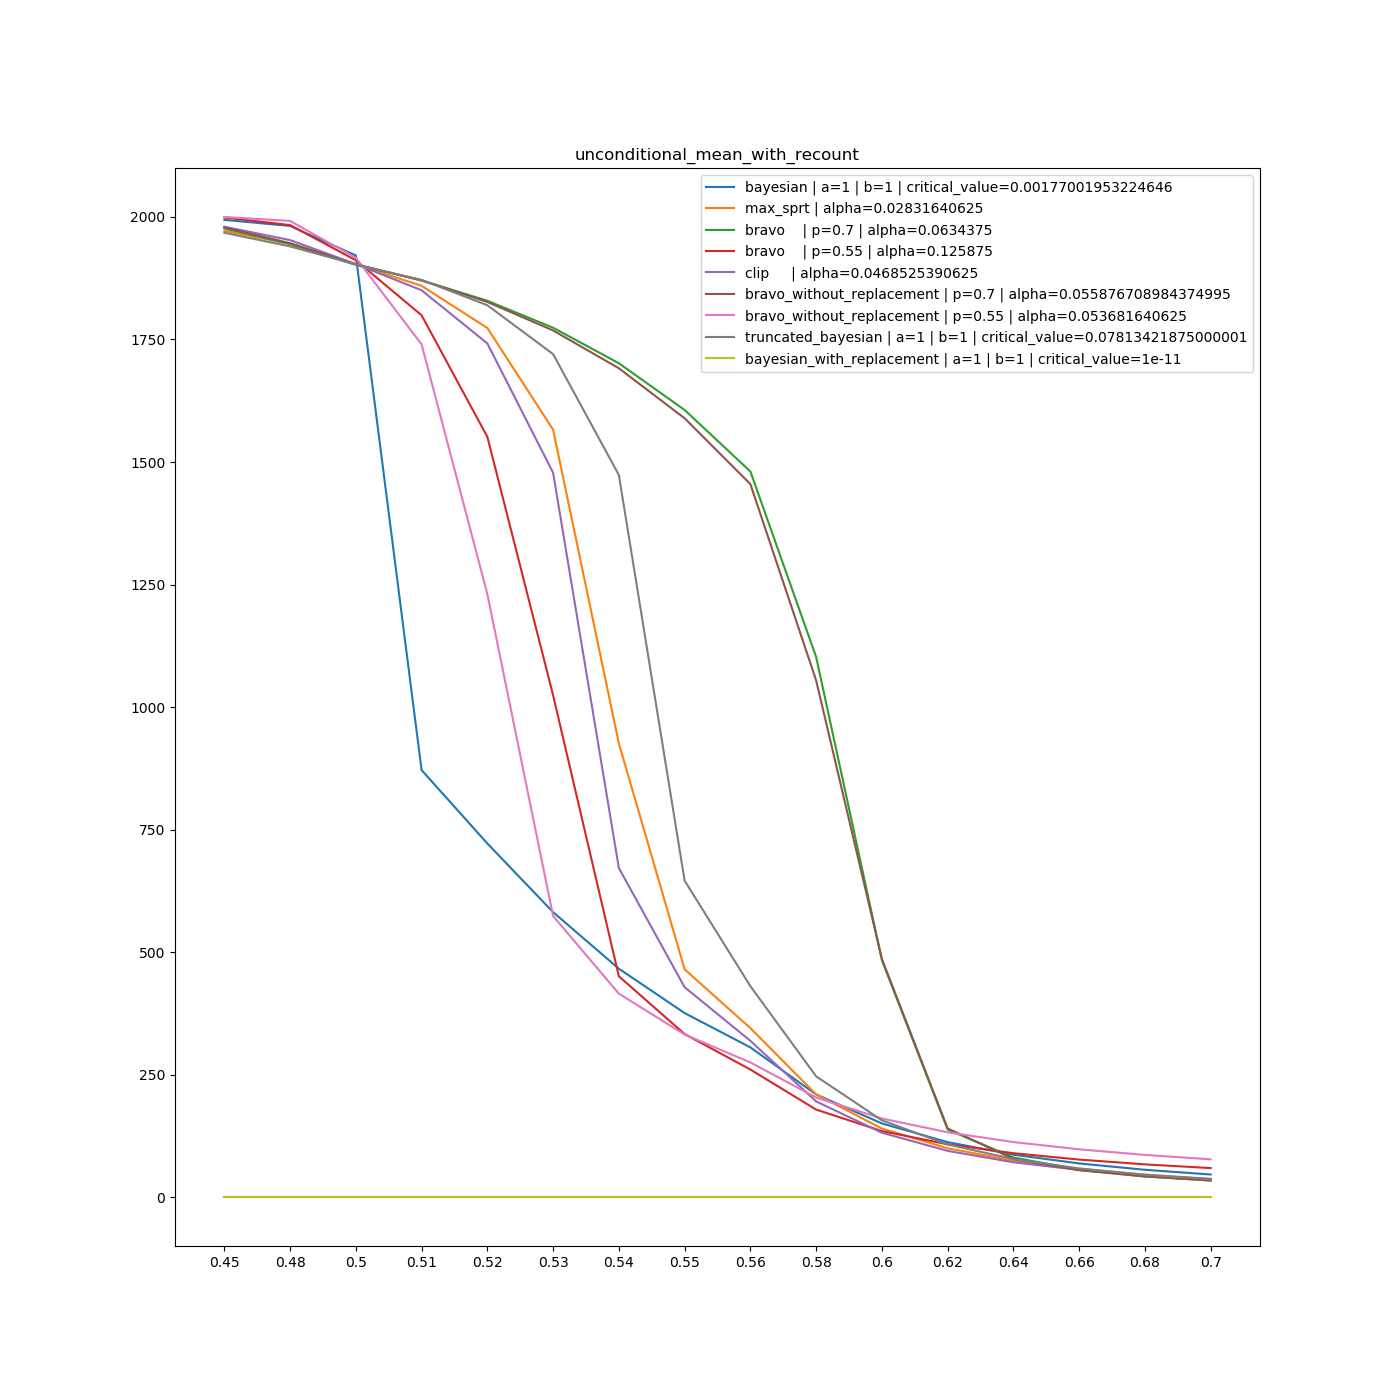 unconditional_mean_with_recount
bayesian | a=1 | b=1 | critical_value=0.00177001953224646
max_sprt | alpha=0.02831640625
bravo    | p=0.7 | alpha=0.0634375
bravo    | p=0.55 | alpha=0.125875
clip     | alpha=0.0468525390625
bravo_without_replacement | p=0.7 | alpha=0.055876708984374995
bravo_without_replacement | p=0.55 | alpha=0.053681640625
truncated_bayesian | a=1 | b=1 | critical_value=0.07813421875000001
bayesian_with_replacement | a=1 | b=1 | critical_value=1e-11
2000
1750
1500
1250
1000
750
500
250
0
0.45 0.48 0.5 0.51 0.52 0.53 0.54 0.55 0.56 0.58 0.6 0.62 0.64 0.66 0.68 0.7